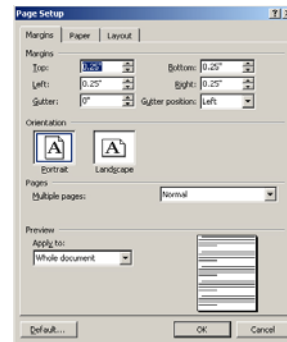 Page Setup
Margins Paper Layout
Margins
Top: 0.25" Bottom: 0.25"
Left: 0.25" Right: 0.25"
Gutter: 0" Gutter position: Left
Orientation
A A
Portrait Landscape
Pages
Multiple pages: Normal
Preview
Apply to:
Whole document
Default... OK Cancel